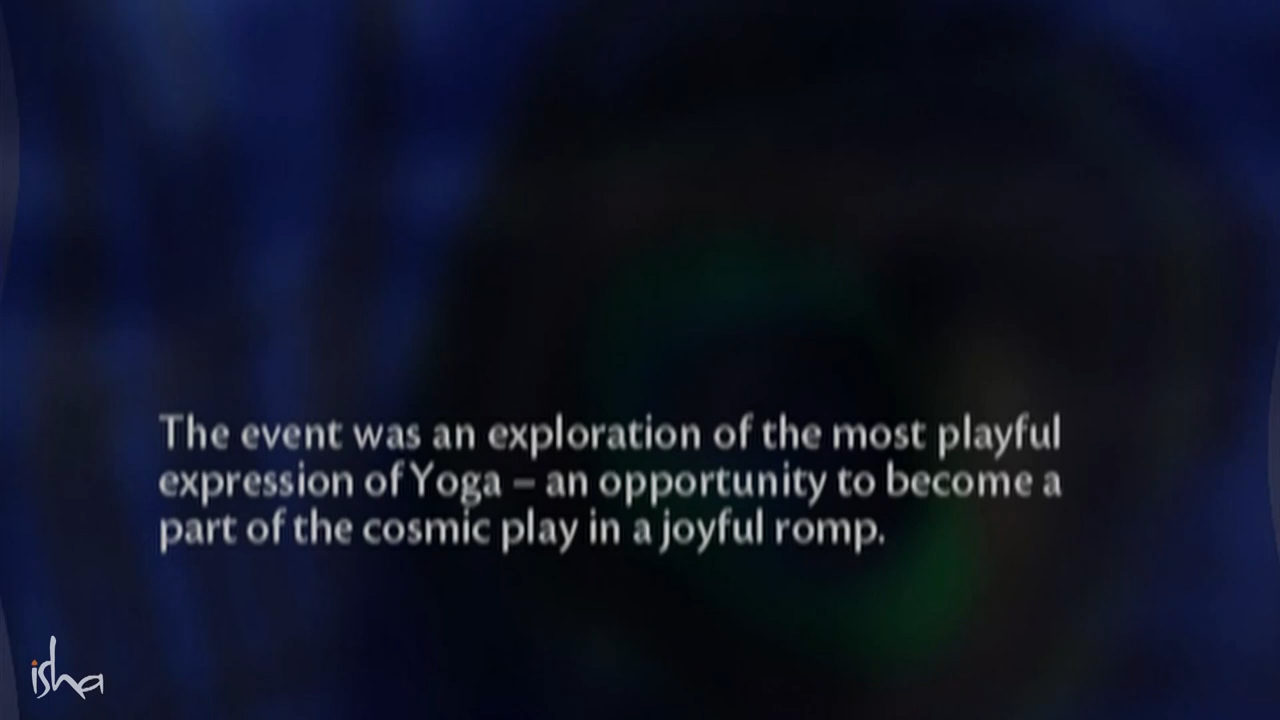 The event was an exploration of the most playful
expression of Yoga – an opportunity to become a
part of the cosmic play in a joyful romp.
isha